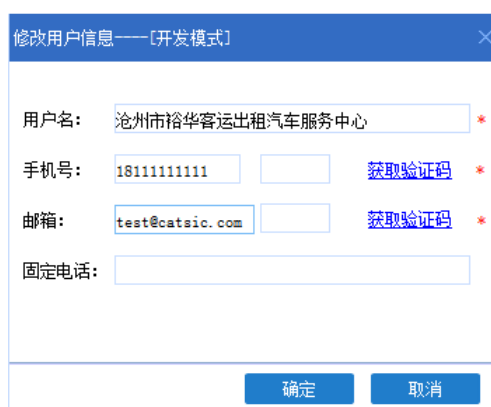 修改用户信息----[开发模式]
用户名： 沧州市裕华客运出租汽车服务中心 *
手机号： 18111111111 获取验证码 *
邮箱： test@catsic.com 获取验证码 *
固定电话：
确定 取消